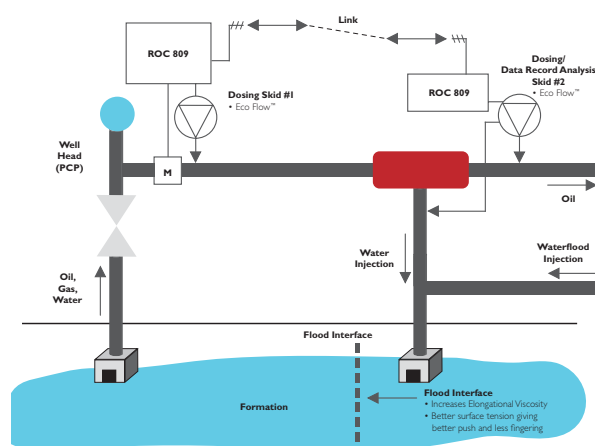 Link
ROC 809
Dosing/
Data Record Analysis
Skid #2
• Eco Flow™
ROC 809
Dosing Skid #1
• Eco Flow™
Well
Head
(PCP)
M
Oil
Water
Injection
Waterflood
Injection
Oil,
Gas,
Water
Flood Interface
Formation
Flood Interface
• Increases Elongational Viscosity
• Better surface tension giving
better push and less fingering